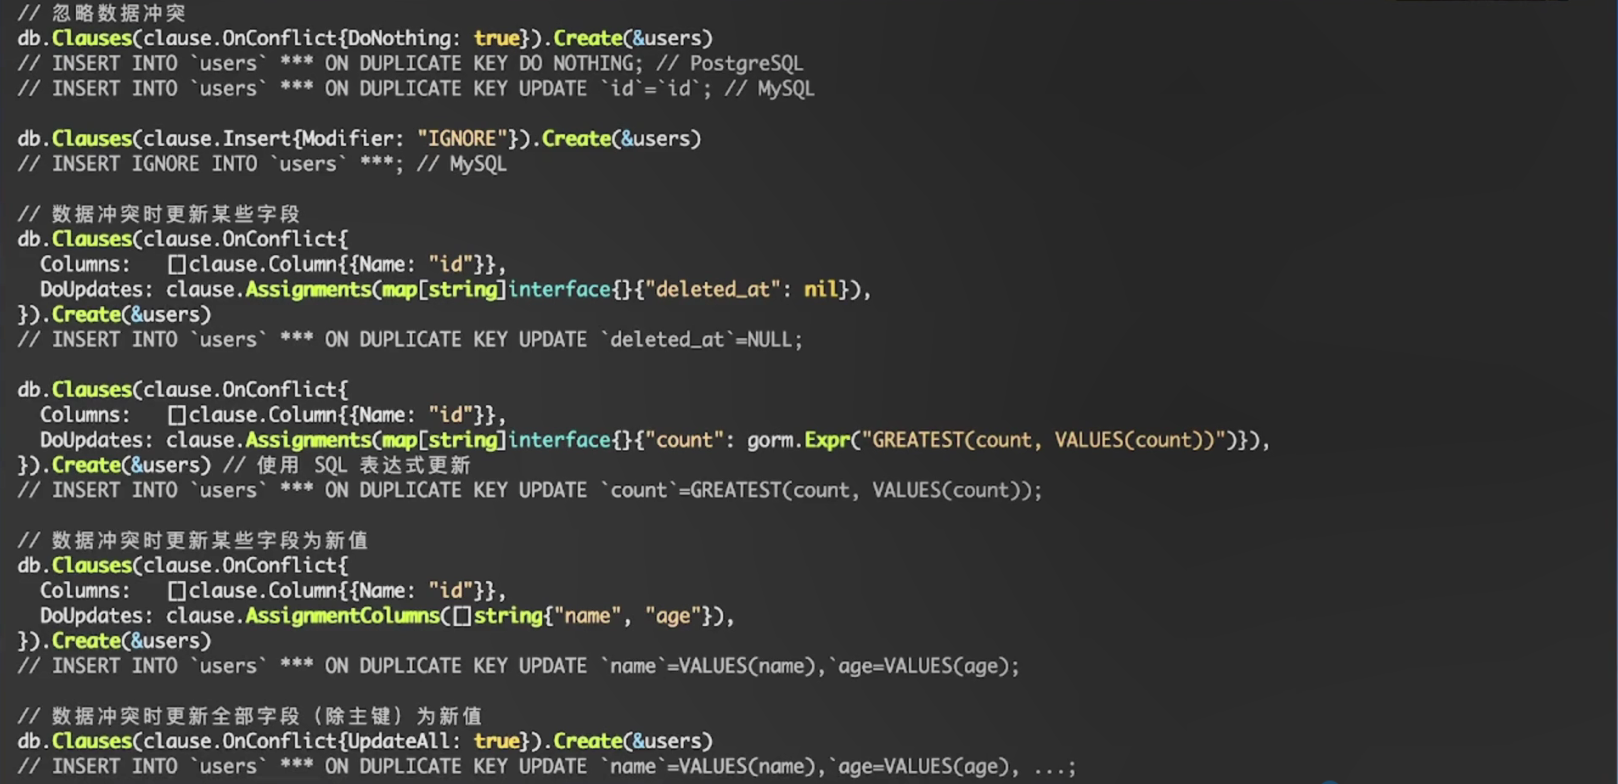 // 忽略数据冲突
db.Clauses(clause.OnConflict{DoNothing: true}).Create(&users)
// INSERT INTO `users` *** ON DUPLICATE KEY DO NOTHING; // PostgreSQL
// INSERT INTO `users` *** ON DUPLICATE KEY UPDATE `id`=`id`; // MySQL

db.Clauses(clause.Insert{Modifier: "IGNORE"}).Create(&users)
// INSERT IGNORE INTO `users` ***; // MySQL

// 数据冲突时更新某些字段
db.Clauses(clause.OnConflict{
  Columns:   []clause.Column{{Name: "id"}},
  DoUpdates: clause.Assignments(map[string]interface{}{"deleted_at": nil}),
}).Create(&users)
// INSERT INTO `users` *** ON DUPLICATE KEY UPDATE `deleted_at`=NULL;

db.Clauses(clause.OnConflict{
  Columns:   []clause.Column{{Name: "id"}},
  DoUpdates: clause.Assignments(map[string]interface{}{"count": gorm.Expr("GREATEST(count, VALUES(count))")}),
}).Create(&users) // 使用 SQL 表达式更新
// INSERT INTO `users` *** ON DUPLICATE KEY UPDATE `count`=GREATEST(count, VALUES(count));

// 数据冲突时更新某些字段为新值
db.Clauses(clause.OnConflict{
  Columns:   []clause.Column{{Name: "id"}},
  DoUpdates: clause.AssignmentColumns([]string{"name", "age"}),
}).Create(&users)
// INSERT INTO `users` *** ON DUPLICATE KEY UPDATE `name`=VALUES(name),`age=VALUES(age);

// 数据冲突时更新全部字段（除主键）为新值
db.Clauses(clause.OnConflict{UpdateAll: true}).Create(&users)
// INSERT INTO `users` *** ON DUPLICATE KEY UPDATE `name`=VALUES(name),`age=VALUES(age), ...;